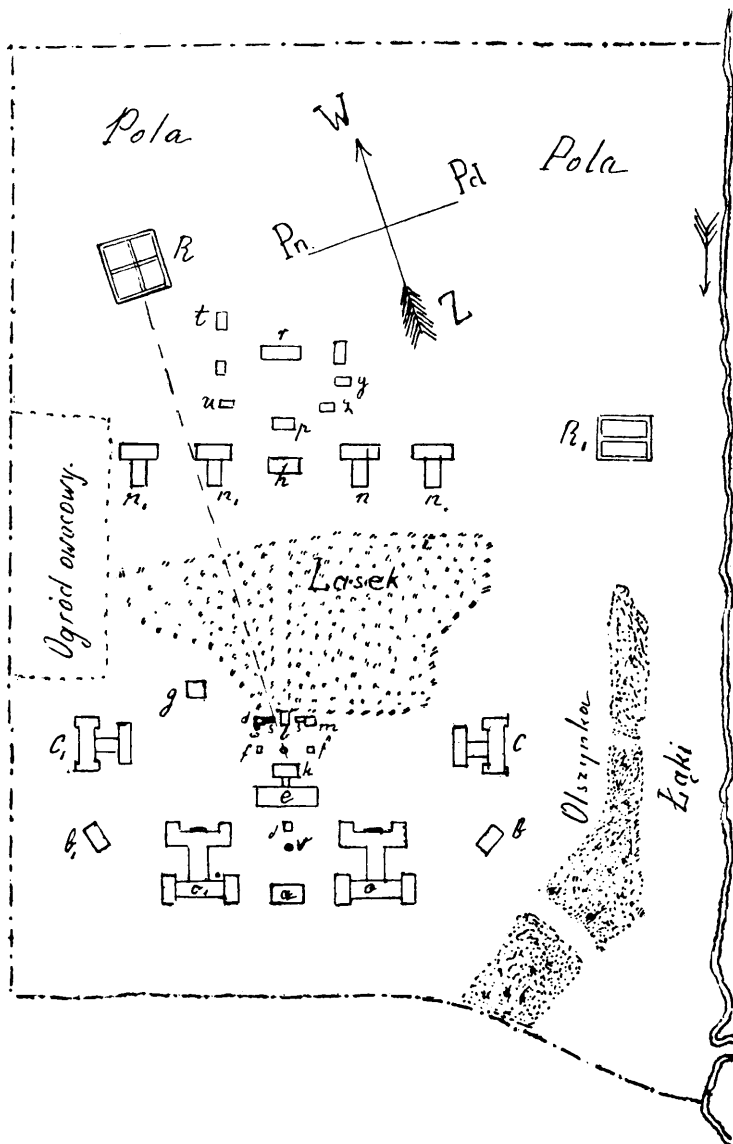 Pola
W
Pola
Pd
Pn.
R
Z
t
r
y
u
z
p
R,
n,
n,
k
n
n.
Ogród owocowy.
Lasek
g
d
s
l
s
m
C,
C
f
f
h
e
Olszynka
Łąki
b,
d
v
b
o,
a
o